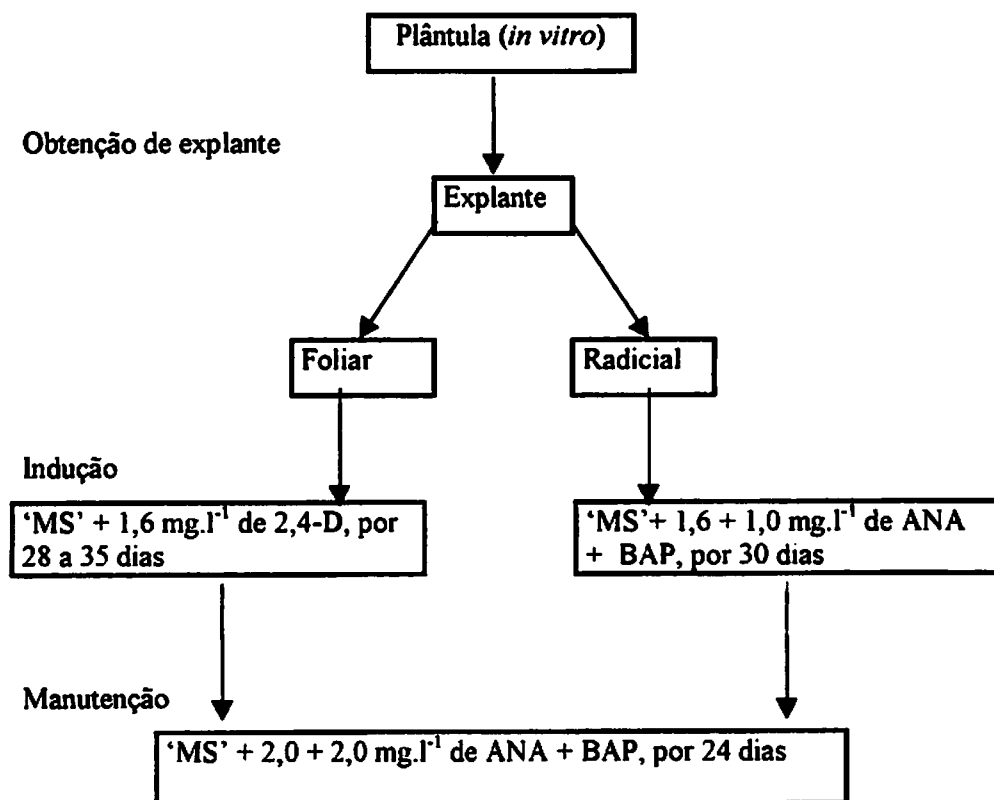 Plântula (in vitro)
Obtenção de explante
Explante
Foliar
Radicial
Indução
‘MS’ + 1,6 mg.l⁻¹ de 2,4-D, por
28 a 35 dias
‘MS’+ 1,6 + 1,0 mg.l⁻¹ de ANA
+ BAP, por 30 dias
Manutenção
‘MS’ + 2,0 + 2,0 mg.l⁻¹ de ANA + BAP, por 24 dias